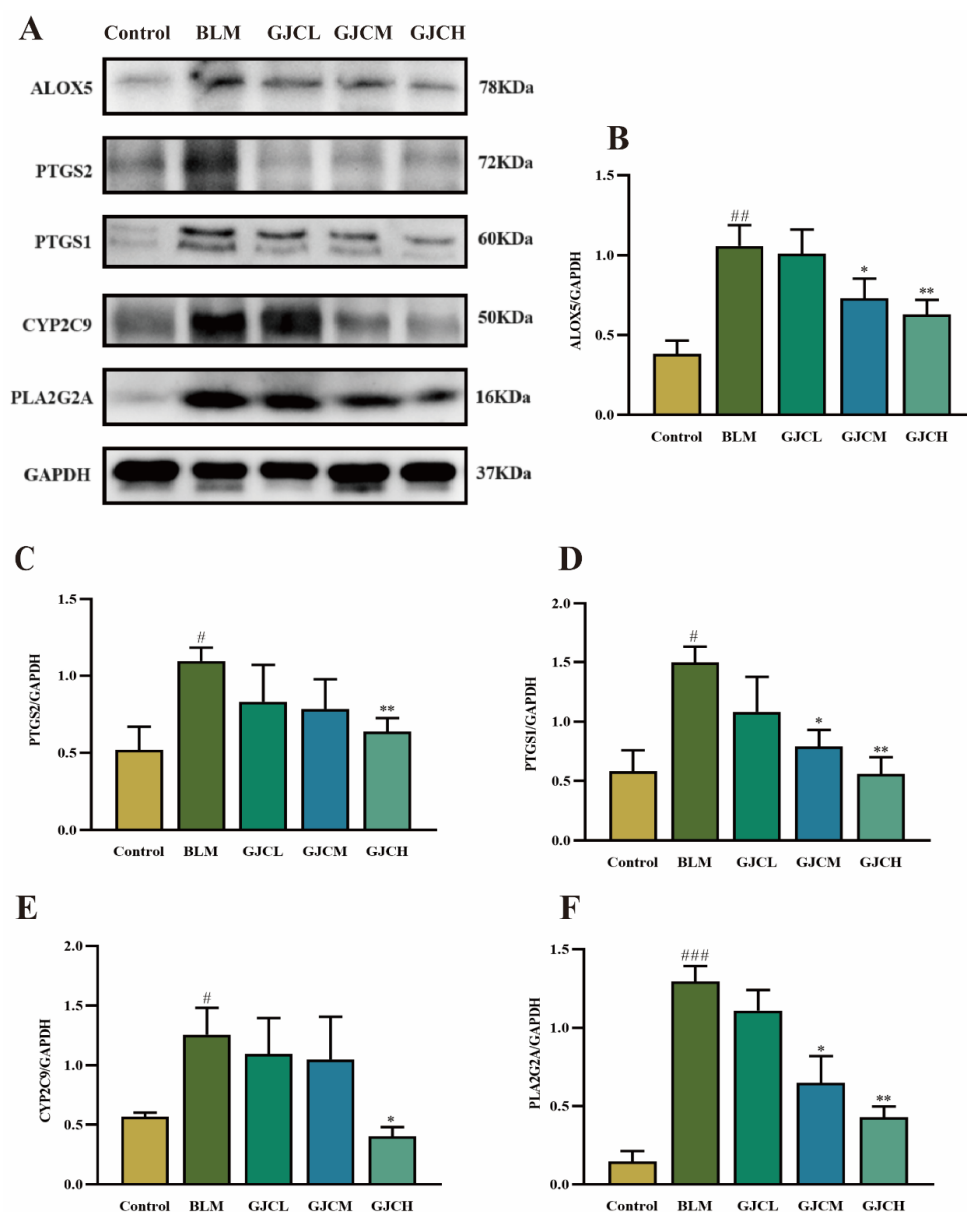 A
Control BLM GJCL GJCM GJCH
ALOX5 78KDa
PTGS2 72KDa
PTGS1 60KDa
CYP2C9 50KDa
PLA2G2A 16KDa
GAPDH 37KDa
B
ALOX5/GAPDH
1.5
1.0
0.5
0.0
##
*
**
Control BLM GJCL GJCM GJCH
C
PTGS2/GAPDH
1.5
1.0
0.5
0.0
#
**
Control BLM GJCL GJCM GJCH
D
PTGS1/GAPDH
2.0
1.5
1.0
0.5
0.0
#
*
**
Control BLM GJCL GJCM GJCH
E
CYP2C9/GAPDH
2.0
1.5
1.0
0.5
0.0
#
*
Control BLM GJCL GJCM GJCH
F
PLA2G2A/GAPDH
1.5
1.0
0.5
0.0
###
*
**
Control BLM GJCL GJCM GJCH